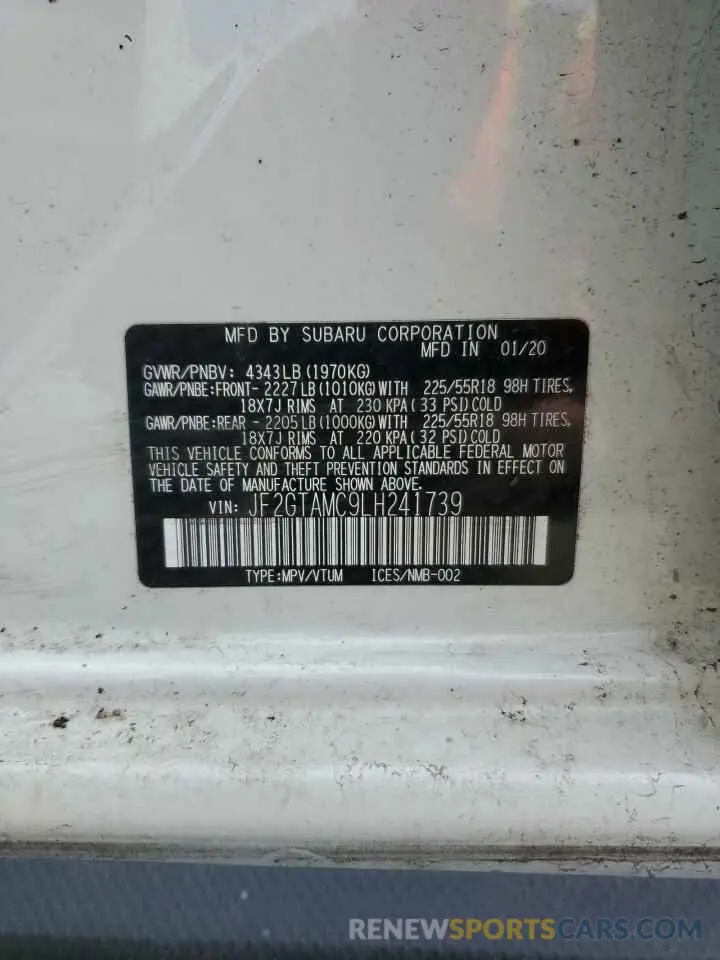 MFD BY SUBARU CORPORATION
MFD IN 01/20
GVWR/PNBV: 4343LB (1970KG)
GAWR/PNBE:FRONT- 2227LB (1010KG) WITH 225/55R18 98H TIRES,
18X7J RIMS AT 230 KPA (33 PSI) COLD
GAWR/PNBE:REAR - 2205LB (1000KG) WITH 225/55R18 98H TIRES,
18X7J RIMS AT 220 KPA (32 PSI) COLD
THIS VEHICLE CONFORMS TO ALL APPLICABLE FEDERAL MOTOR
VEHICLE SAFETY AND THEFT PREVENTION STANDARDS IN EFFECT ON
THE DATE OF MANUFACTURE SHOWN ABOVE.
VIN: JF2GTAMC9LH241739
TYPE:MPV/VTUM ICES/NMB-002
RENEWSPORTSCARS.COM